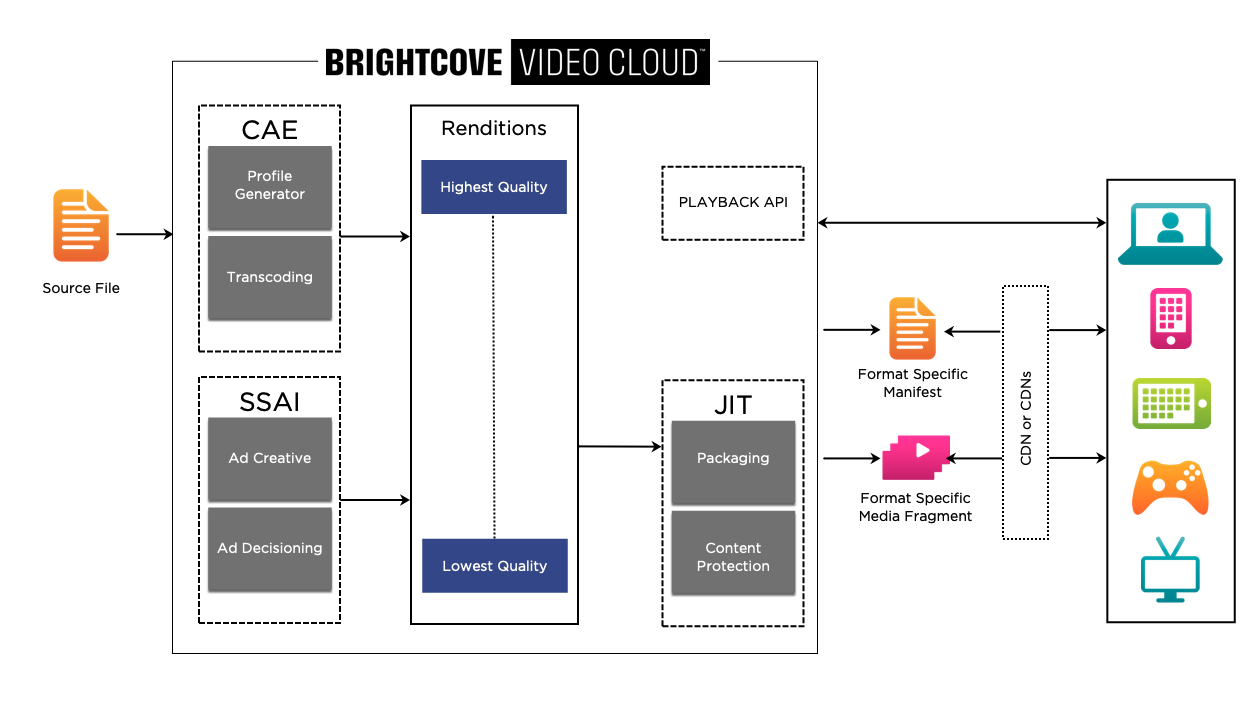 BRIGHTCOVE VIDEO CLOUD™
CAE
Profile
Generator
Transcoding
Source File
SSAI
Ad Creative
Ad Decisioning
Renditions
Highest Quality
Lowest Quality
PLAYBACK API
JIT
Packaging
Content
Protection
Format Specific
Manifest
Format Specific
Media Fragment
CDN or CDNs